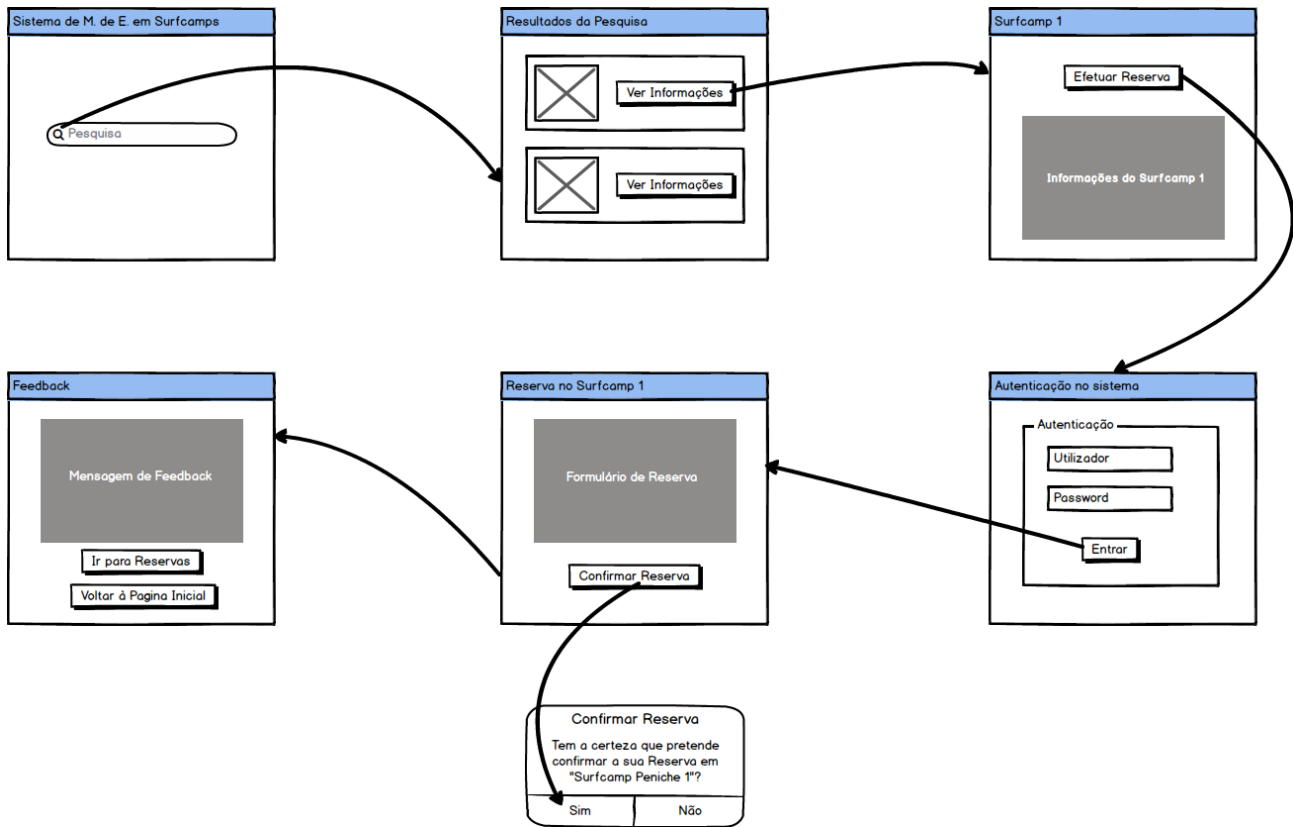 Sistema de M. de E. em Surfcamps
Pesquisa
Resultados da Pesquisa
Ver Informações
Ver Informações
Surfcamp 1
Efetuar Reserva
Informações do Surfcamp 1
Autenticação no sistema
Autenticação
Utilizador
Password
Entrar
Reserva no Surfcamp 1
Formulário de Reserva
Confirmar Reserva
Confirmar Reserva
Tem a certeza que pretende
confirmar a sua Reserva em
"Surfcamp Peniche 1"?
Sim
Não
Feedback
Mensagem de Feedback
Ir para Reservas
Voltar à Pagina Inicial